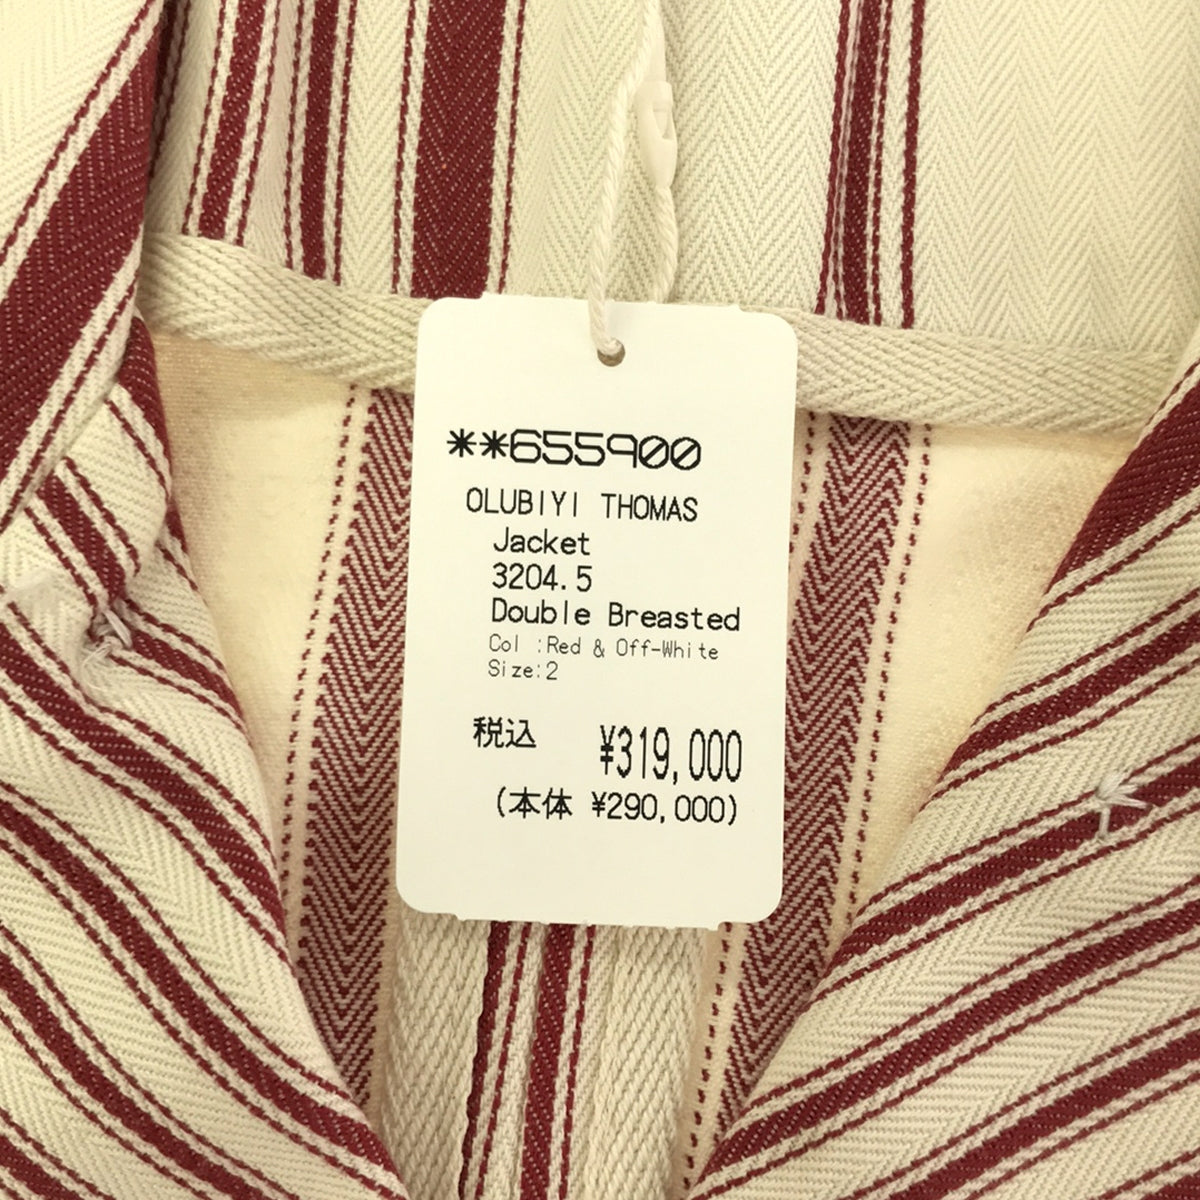 **655900
OLUBIYI THOMAS
Jacket
3204.5
Double Breasted
Col :Red & Off-White
Size:2
税込 ¥319,000
(本体 ¥290,000)